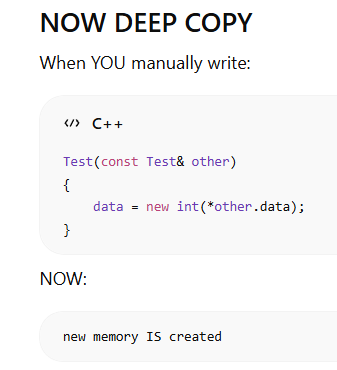 NOW DEEP COPY
When YOU manually write:
</> C++
Test(const Test& other)
{
    data = new int(*other.data);
}
NOW:
new memory IS created